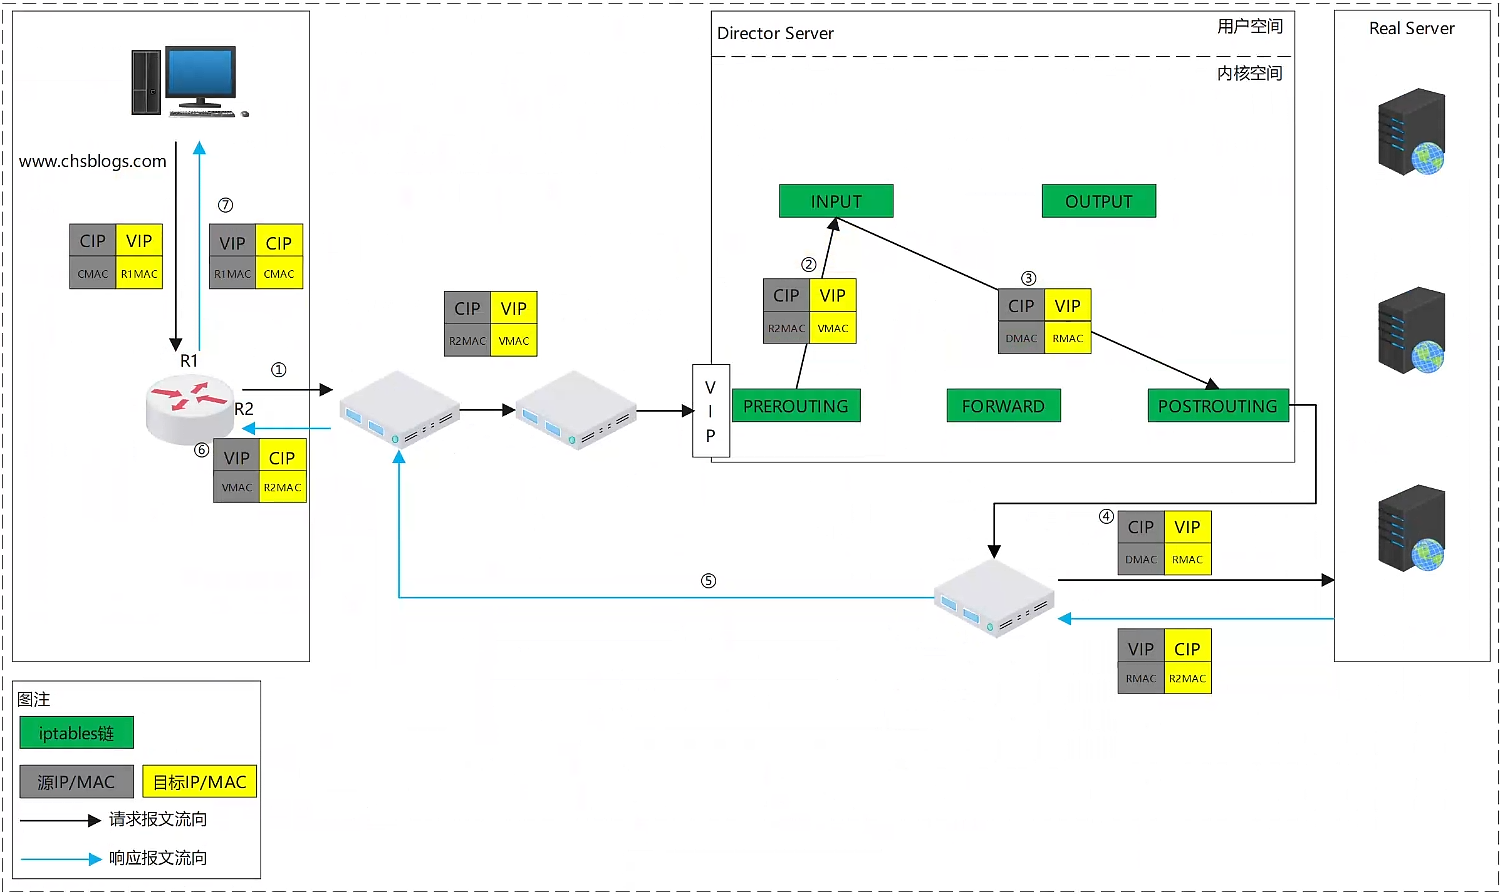 Director Server
用户空间
内核空间
Real Server
www.chsblogs.com
⑦
CIP VIP
CMAC R1MAC
VIP CIP
R1MAC CMAC
R1
①
R2
⑥
VIP CIP
VMAC R2MAC
CIP VIP
R2MAC VMAC
V
I
P
INPUT
OUTPUT
②
CIP VIP
R2MAC VMAC
③
CIP VIP
DMAC RMAC
PREROUTING
FORWARD
POSTROUTING
④
CIP VIP
DMAC RMAC
⑤
VIP CIP
RMAC R2MAC
图注
iptables链
源IP/MAC
目标IP/MAC
请求报文流向
响应报文流向